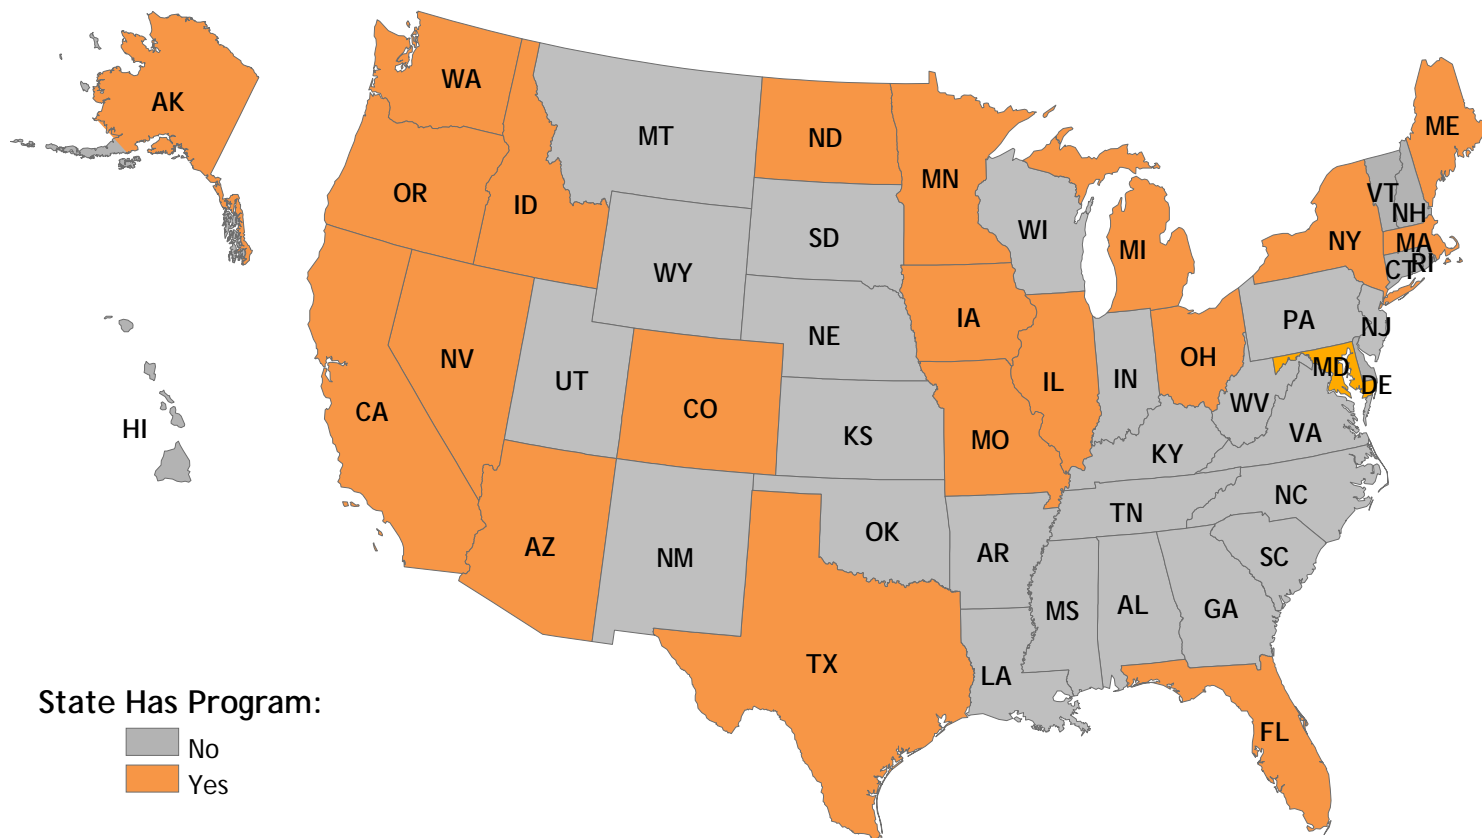 AK
WA
MT
ND
MN
ME
OR
ID
VT
NH
WI
SD
MI
NY
MA
WY
CT
RI
IA
PA
NJ
NE
NV
UT
IL
IN
OH
MD
DE
CO
WV
CA
HI
KS
MO
VA
KY
NC
TN
AZ
NM
OK
AR
SC
MS
AL
GA
TX
LA
FL
State Has Program:
No
Yes